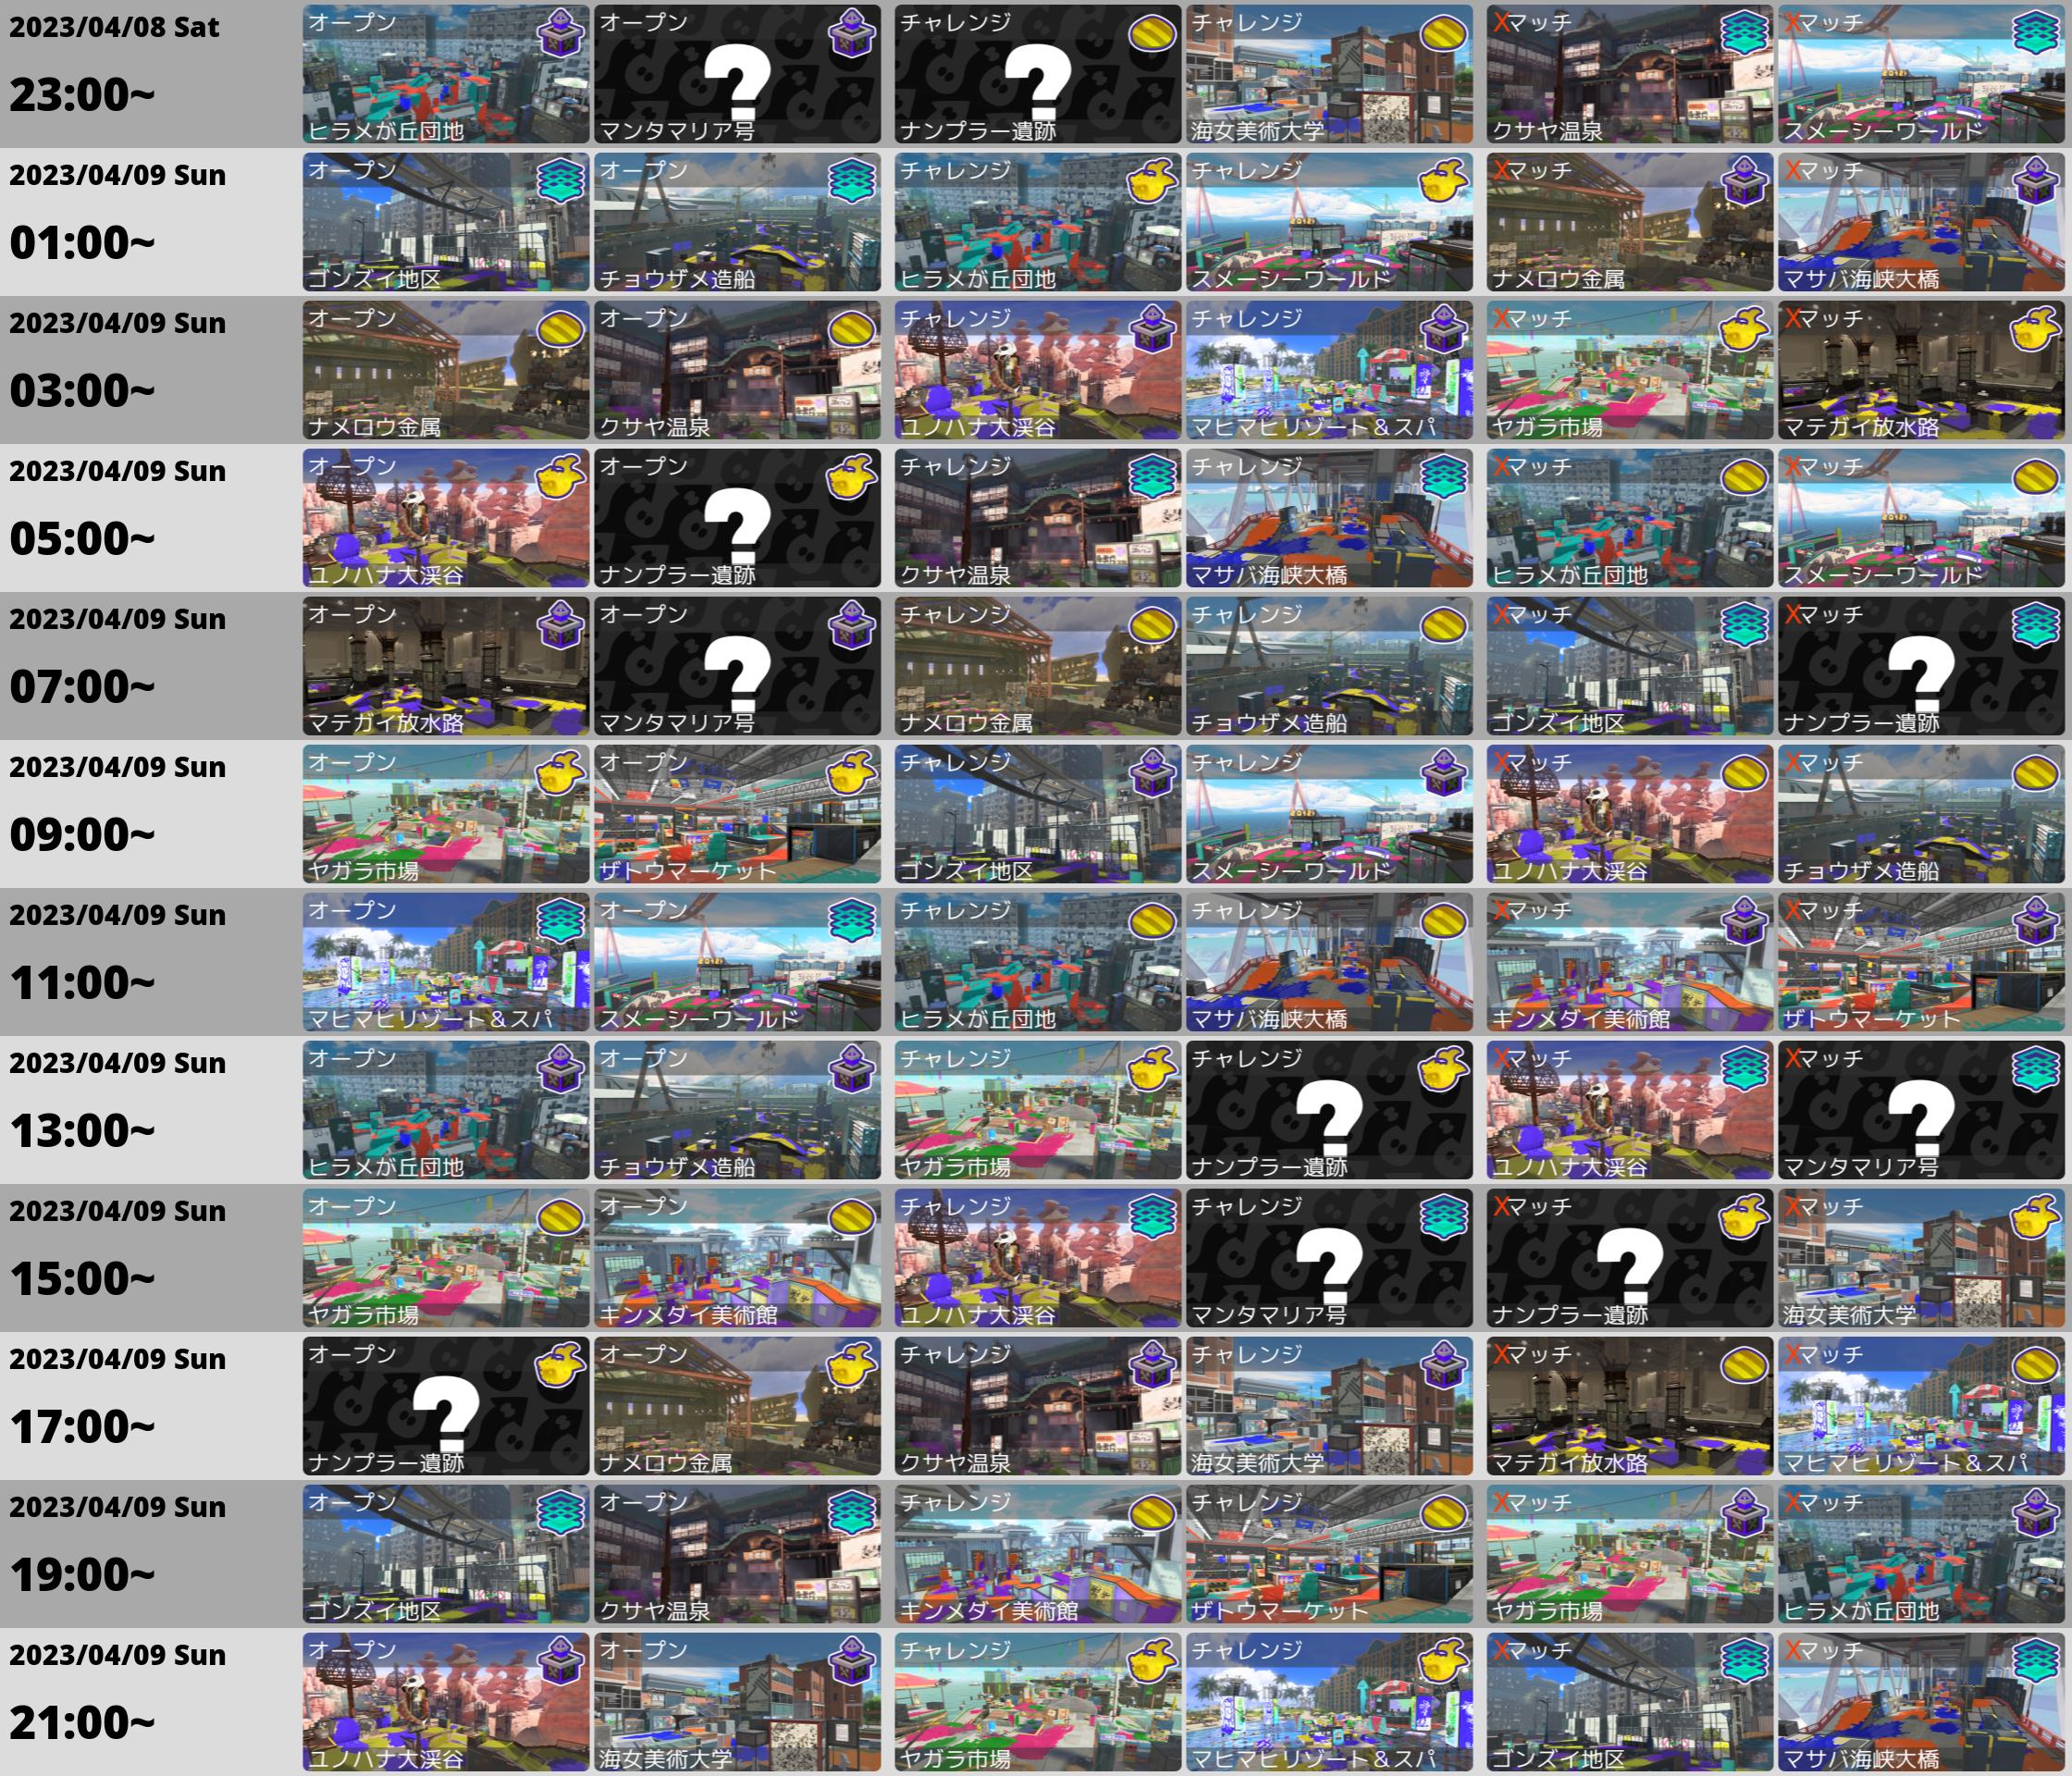 2023/04/08 Sat
23:00~
オープン オープン チャレンジ チャレンジ Xマッチ Xマッチ
ヒラメが丘団地 マンタマリア号 ナンプラー遺跡 海女美術大学 クサヤ温泉 スメーシーワールド
2023/04/09 Sun
01:00~
オープン オープン チャレンジ チャレンジ Xマッチ Xマッチ
ゴンズイ地区 チョウザメ造船 ヒラメが丘団地 スメーシーワールド ナメロウ金属 マサバ海峡大橋
2023/04/09 Sun
03:00~
オープン オープン チャレンジ チャレンジ Xマッチ Xマッチ
ナメロウ金属 クサヤ温泉 ユノハナ大渓谷 マヒマヒリゾート&スパ ヤガラ市場 マテガイ放水路
2023/04/09 Sun
05:00~
オープン オープン チャレンジ チャレンジ Xマッチ Xマッチ
ユノハナ大渓谷 ナンプラー遺跡 クサヤ温泉 マサバ海峡大橋 ヒラメが丘団地 スメーシーワールド
2023/04/09 Sun
07:00~
オープン オープン チャレンジ チャレンジ Xマッチ Xマッチ
マテガイ放水路 マンタマリア号 ナメロウ金属 チョウザメ造船 ゴンズイ地区 ナンプラー遺跡
2023/04/09 Sun
09:00~
オープン オープン チャレンジ チャレンジ Xマッチ Xマッチ
ヤガラ市場 ザトウマーケット ゴンズイ地区 スメーシーワールド ユノハナ大渓谷 チョウザメ造船
2023/04/09 Sun
11:00~
オープン オープン チャレンジ チャレンジ Xマッチ Xマッチ
マヒマヒリゾート&スパ スメーシーワールド ヒラメが丘団地 マサバ海峡大橋 キンメダイ美術館 ザトウマーケット
2023/04/09 Sun
13:00~
オープン オープン チャレンジ チャレンジ Xマッチ Xマッチ
ヒラメが丘団地 チョウザメ造船 ヤガラ市場 ナンプラー遺跡 ユノハナ大渓谷 マンタマリア号
2023/04/09 Sun
15:00~
オープン オープン チャレンジ チャレンジ Xマッチ Xマッチ
ヤガラ市場 キンメダイ美術館 ユノハナ大渓谷 マンタマリア号 ナンプラー遺跡 海女美術大学
2023/04/09 Sun
17:00~
オープン オープン チャレンジ チャレンジ Xマッチ Xマッチ
ナンプラー遺跡 ナメロウ金属 クサヤ温泉 海女美術大学 マテガイ放水路 マヒマヒリゾート&スパ
2023/04/09 Sun
19:00~
オープン オープン チャレンジ チャレンジ Xマッチ Xマッチ
ゴンズイ地区 クサヤ温泉 キンメダイ美術館 ザトウマーケット ヤガラ市場 ヒラメが丘団地
2023/04/09 Sun
21:00~
オープン オープン チャレンジ チャレンジ Xマッチ Xマッチ
ユノハナ大渓谷 海女美術大学 ヤガラ市場 マヒマヒリゾート&スパ ゴンズイ地区 マサバ海峡大橋